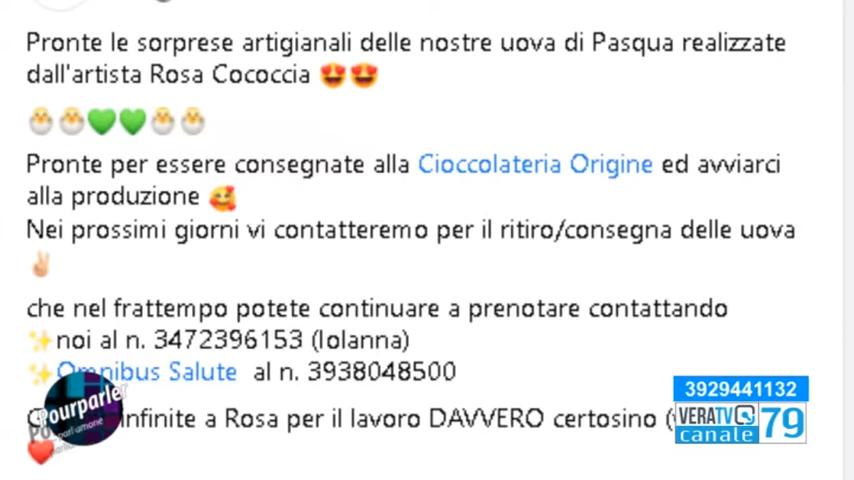 Pronte le sorprese artigianali delle nostre uova di Pasqua realizzate
dall'artista Rosa Cococcia 😍😍
🐣🐣💚💚🐣🐣
Pronte per essere consegnate alla Cioccolateria Origine ed avviarci
alla produzione 🥰
Nei prossimi giorni vi contatteremo per il ritiro/consegna delle uova
✌🏻
che nel frattempo potete continuare a prenotare contattando
✨noi al n. 3472396153 (Iolanna)
✨Omnibus Salute al n. 3938048500
infinite a Rosa per il lavoro DAVVERO certosino (
❤️
Pourparler
parl·amone
3929441132
VERATV
canale 79